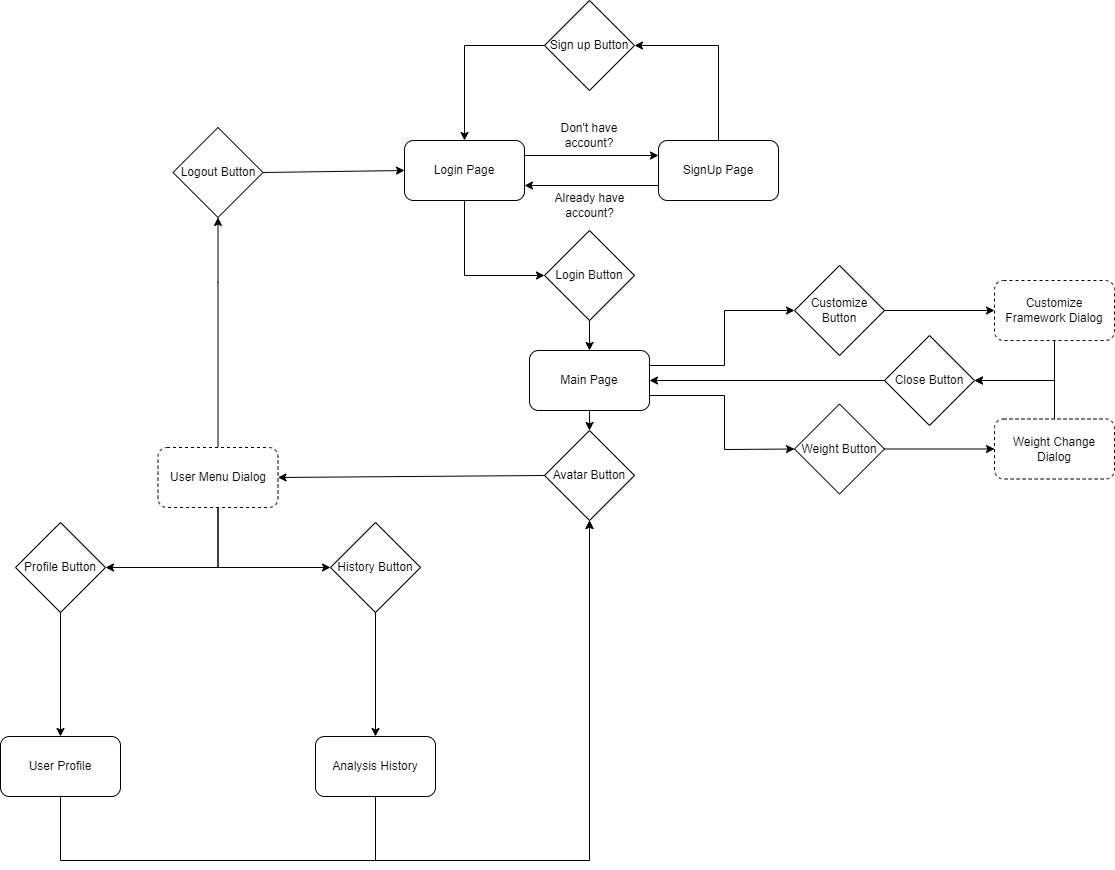 Sign up Button
Don't have
account?
Logout Button
Login Page
SignUp Page
Already have
account?
Login Button
Customize
Button
Customize
Framework Dialog
Main Page
Close Button
Weight Button
Weight Change
Dialog
User Menu Dialog
Avatar Button
Profile Button
History Button
User Profile
Analysis History